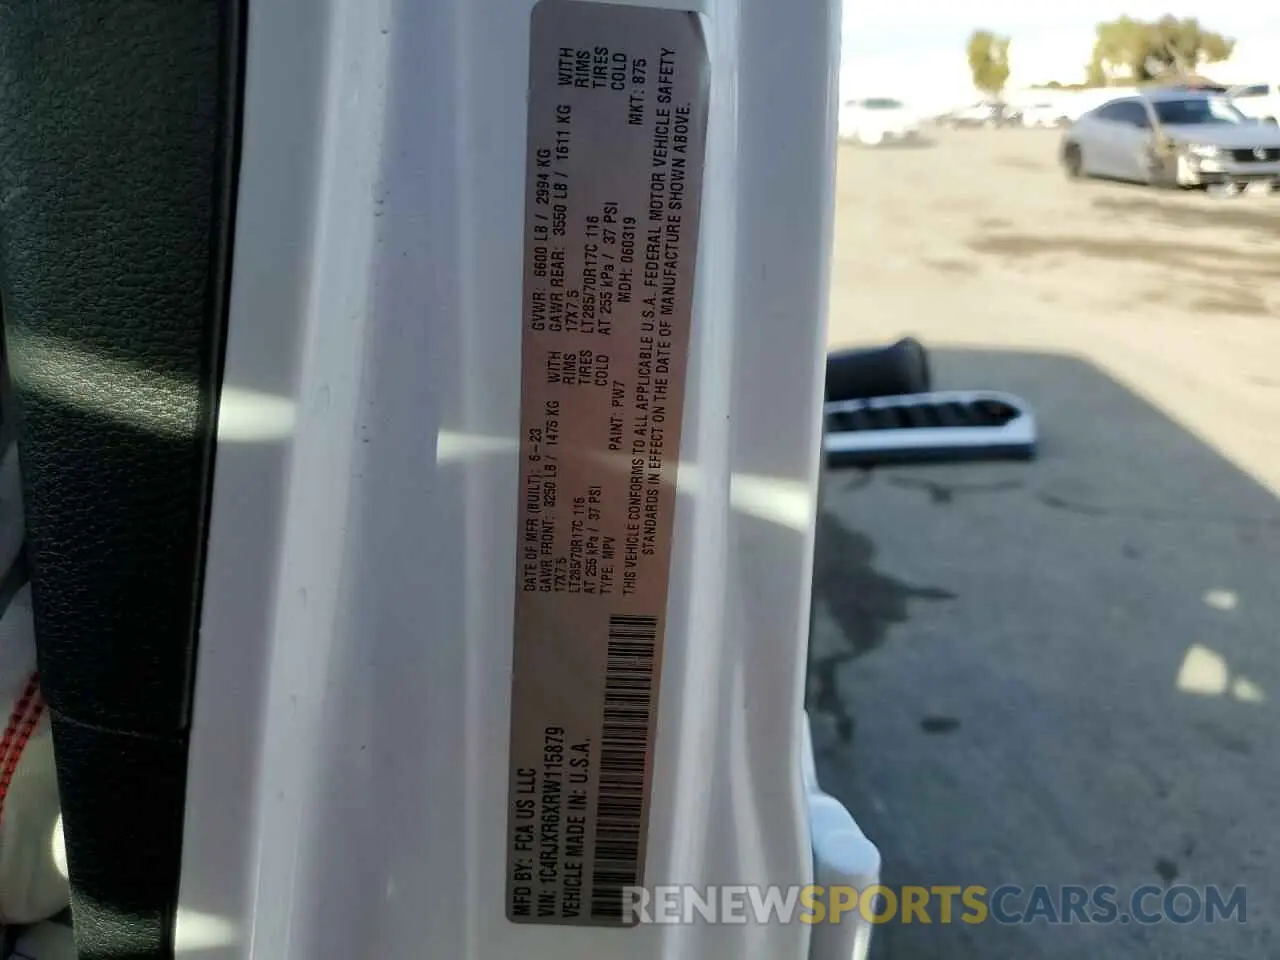 MFD BY: FCA US LLC
VIN: 1C4RJXR6XRW115879
VEHICLE MADE IN: U.S.A.
DATE OF MFR (BUILT): 5-23
GAWR FRONT: 3250 LB / 1475 KG WITH
17X7.5 RIMS
LT285/70R17C 116 TIRES
AT 255 kPa / 37 PSI COLD
TYPE: MPV PAINT: PW7
GVWR: 6600 LB / 2994 KG
GAWR REAR: 3550 LB / 1611 KG WITH
17X7.5 RIMS
LT285/70R17C 116 TIRES
AT 255 kPa / 37 PSI COLD
MDH: 060319 MKT: 875
THIS VEHICLE CONFORMS TO ALL APPLICABLE U.S.A. FEDERAL MOTOR VEHICLE SAFETY
STANDARDS IN EFFECT ON THE DATE OF MANUFACTURE SHOWN ABOVE.
RENEWSPORTSCARS.COM